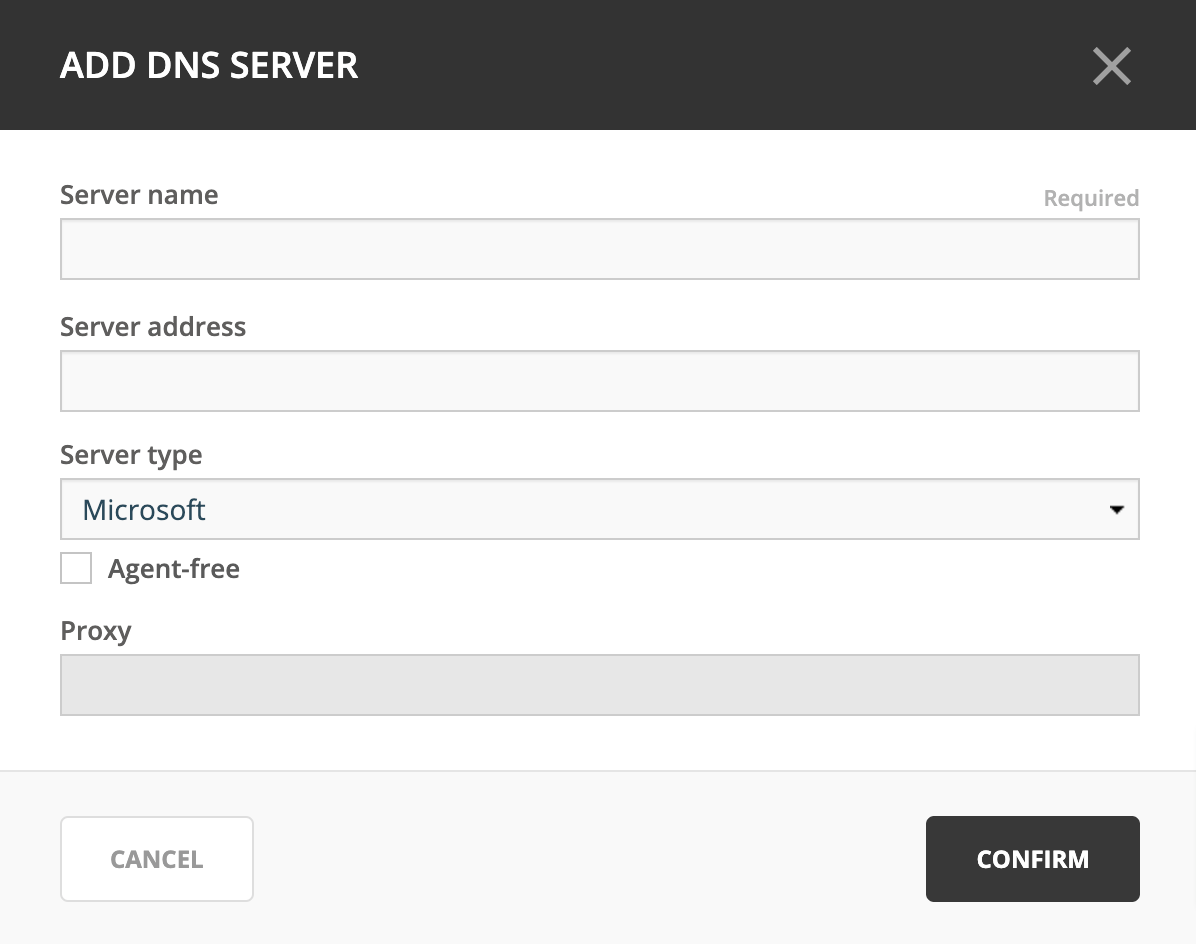 ADD DNS SERVER
Server name
Required
Server address
Server type
Microsoft
Agent-free
Proxy
CANCEL
CONFIRM